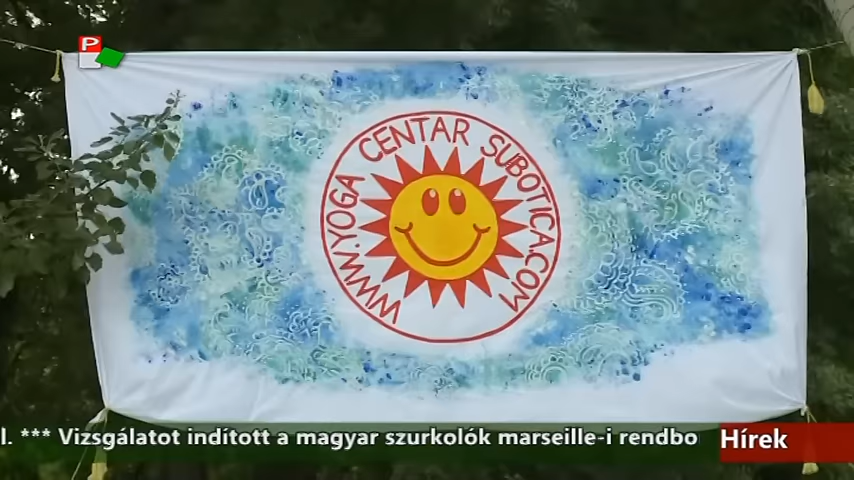 P
WWW.YOGA CENTAR SUBOTICA.COM
l. *** Vizsgálatot indított a magyar szurkolók marseille-i rendbo
Hírek